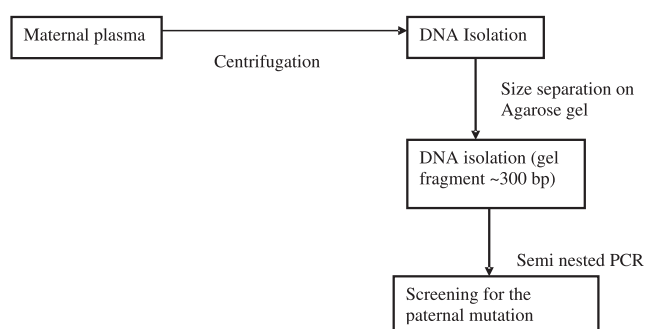 Maternal plasma
Centrifugation
DNA Isolation
Size separation on
Agarose gel
DNA isolation (gel
fragment ~300 bp)
Semi nested PCR
Screening for the
paternal mutation